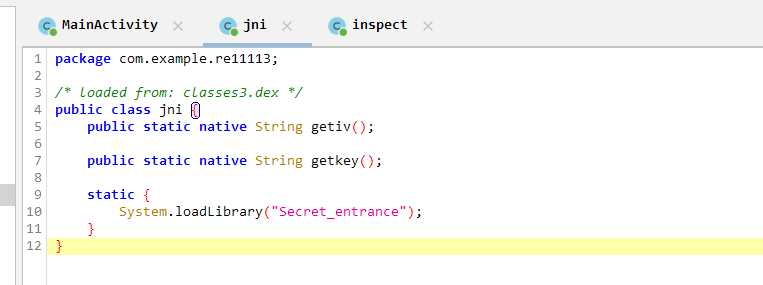 MainActivity jni inspect
1 package com.example.re11113;
2
3 /* loaded from: classes3.dex */
4 public class jni {
5 public static native String getiv();
6
7 public static native String getkey();
8
9 static {
10 System.loadLibrary("Secret_entrance");
11 }
12 }